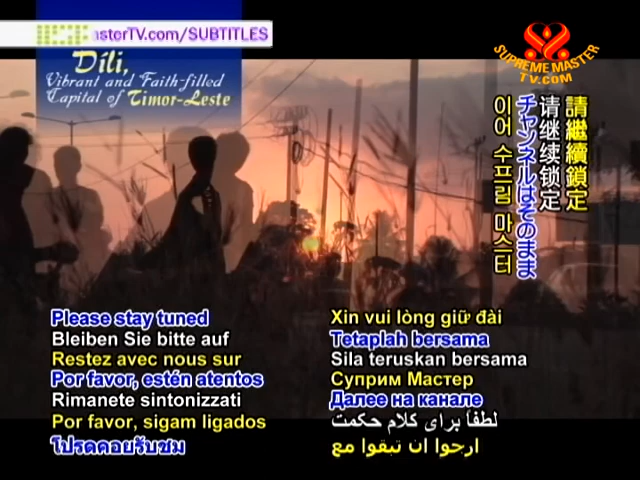 sterTV.com/SUBTITLES
SUPREME MASTER
TV.COM
Díli,
Vibrant and Faith-filled
Capital of Timor-Leste
請繼續鎖定
请继续锁定
チャンネルはそのまま
이어 수프림 마스터
Please stay tuned
Bleiben Sie bitte auf
Restez avec nous sur
Por favor, estén atentos
Rimanete sintonizzati
Por favor, sigam ligados
โปรดคอยรับชม
Xin vui lòng giữ đài
Tetaplah bersama
Sila teruskan bersama
Суприм Мастер
Далее на канале
لطفاً برای کلام حکمت
ارجوا ان تبقوا مع